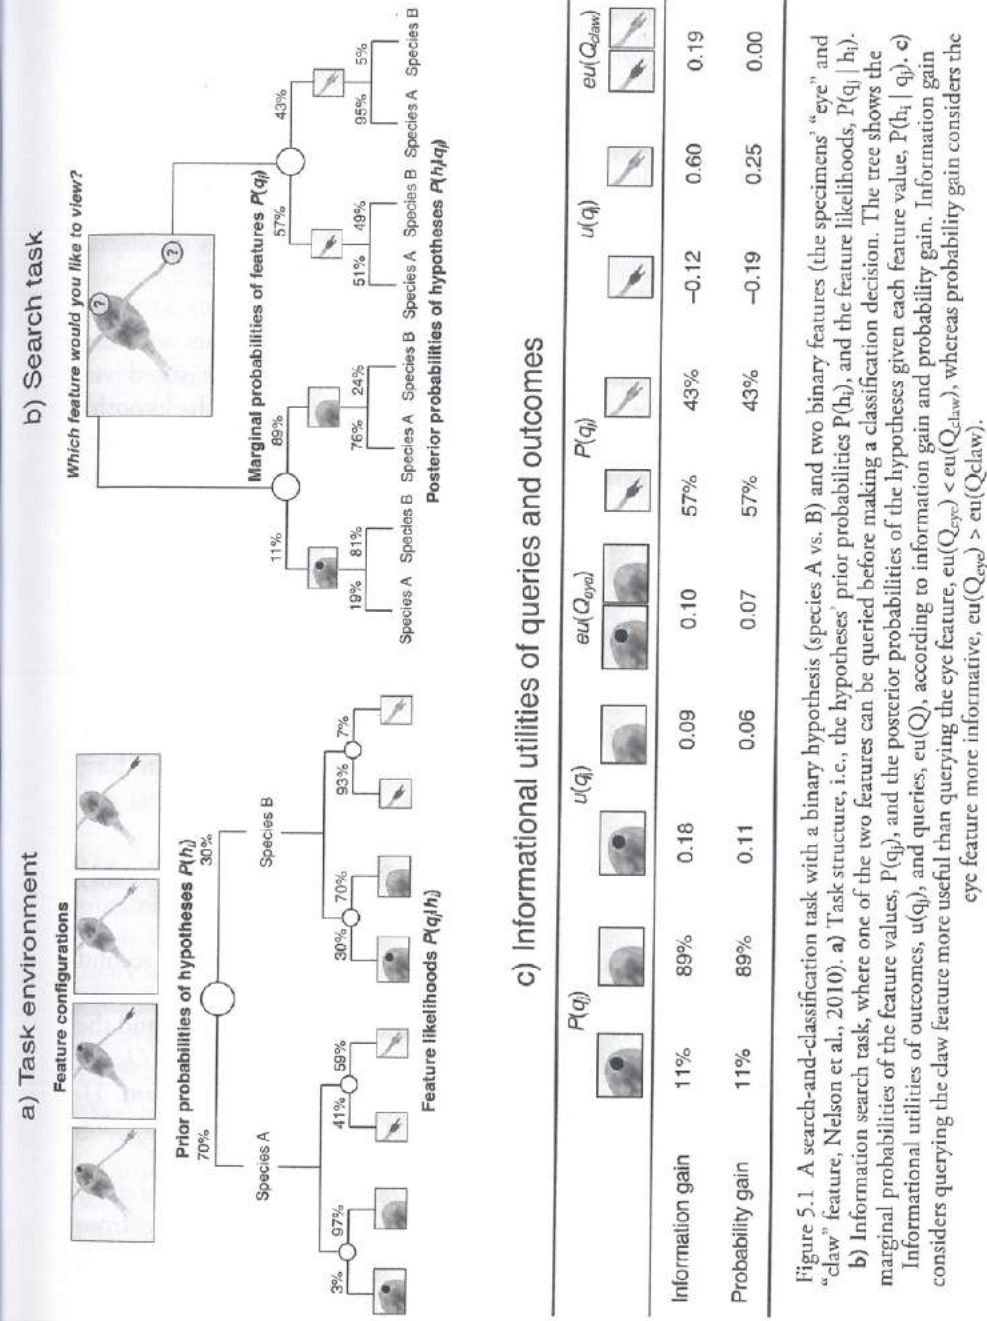 a) Task environment
Feature configurations
Prior probabilities of hypotheses P(hᵢ)
70% 30%
Species A Species B
3% 97% 41% 59% 30% 70% 93% 7%
Feature likelihoods P(qⱼ|hᵢ)
b) Search task
Which feature would you like to view?
? ?
Marginal probabilities of features P(qⱼ)
11% 89% 57% 43%
19% 81% 76% 24% 51% 49% 95% 5%
Species A Species B Species A Species B Species A Species B Species A Species B
Posterior probabilities of hypotheses P(hᵢ|qⱼ)
c) Informational utilities of queries and outcomes
P(qⱼ) u(qⱼ) eu(Qeye) P(qⱼ) u(qⱼ) eu(Qclaw)
Information gain 11% 89% 0.18 0.09 0.10 57% 43% –0.12 0.60 0.19
Probability gain 11% 89% 0.11 0.06 0.07 57% 43% –0.19 0.25 0.00
Figure 5.1 A search-and-classification task with a binary hypothesis (species A vs. B) and two binary features (the specimens' "eye" and
"claw" feature, Nelson et al., 2010). a) Task structure, i.e., the hypotheses' prior probabilities P(hᵢ), and the feature likelihoods, P(qⱼ | hᵢ).
b) Information search task, where one of the two features can be queried before making a classification decision. The tree shows the
marginal probabilities of the feature values, P(qⱼ), and the posterior probabilities of the hypotheses given each feature value, P(hᵢ | qⱼ). c)
Informational utilities of outcomes, u(qⱼ), and queries, eu(Q), according to information gain and probability gain. Information gain
considers querying the claw feature more useful than querying the eye feature, eu(Qeye) < eu(Qclaw), whereas probability gain considers the
eye feature more informative, eu(Qeye) > eu(Qclaw).